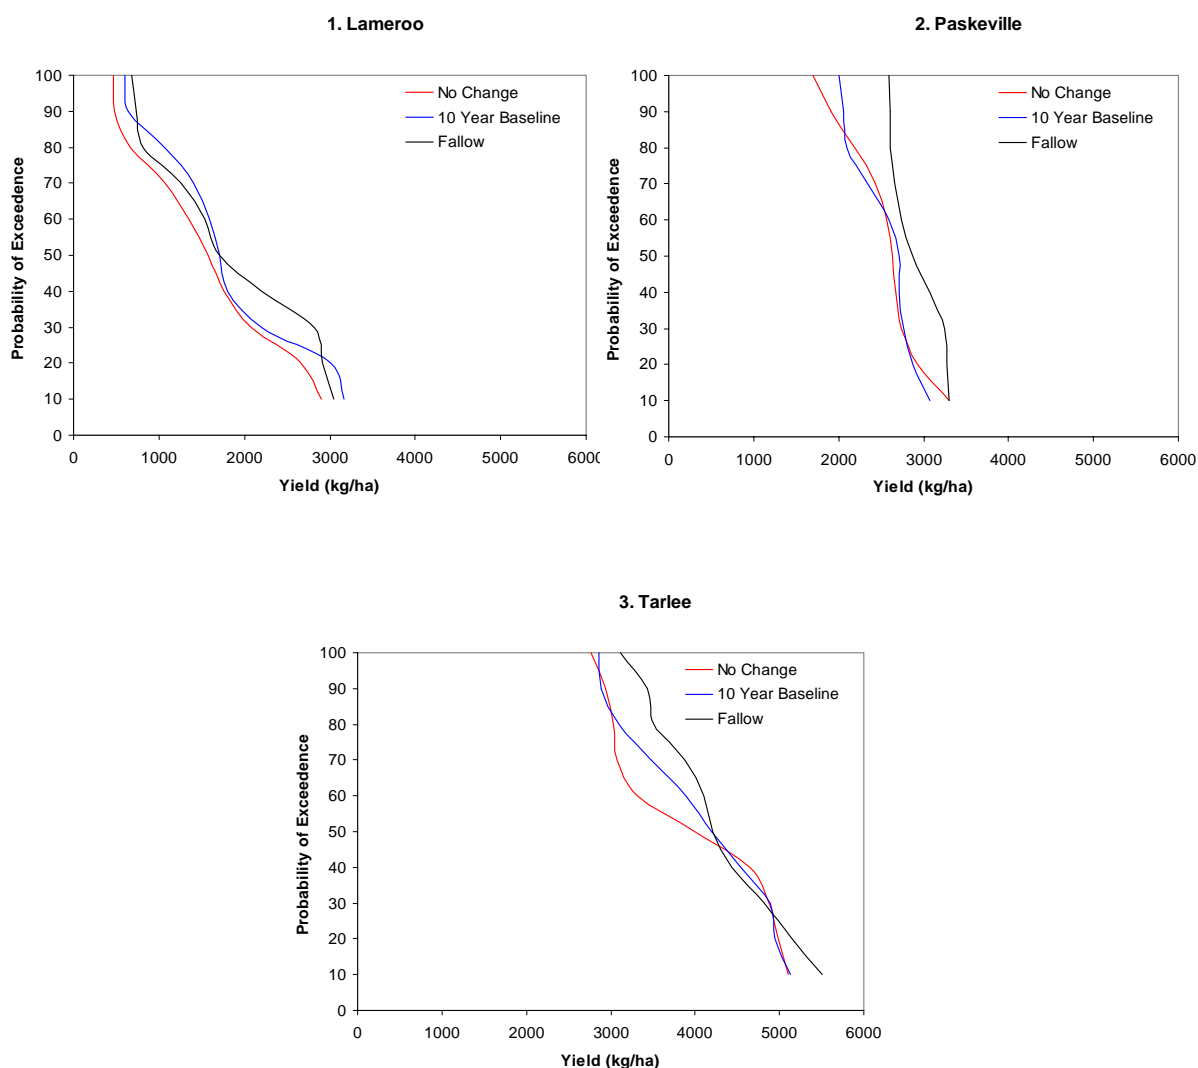 1. Lameroo
100
90
80
70
60
50
40
30
20
10
0
Probability of Exceedence
No Change
10 Year Baseline
Fallow
0 1000 2000 3000 4000 5000 6000
Yield (kg/ha)
2. Paskeville
100
90
80
70
60
50
40
30
20
10
0
Probability of Exceedence
No Change
10 Year Baseline
Fallow
0 1000 2000 3000 4000 5000 6000
Yield (kg/ha)
3. Tarlee
100
90
80
70
60
50
40
30
20
10
0
Probability of Exceedence
No Change
10 Year Baseline
Fallow
0 1000 2000 3000 4000 5000 6000
Yield (kg/ha)